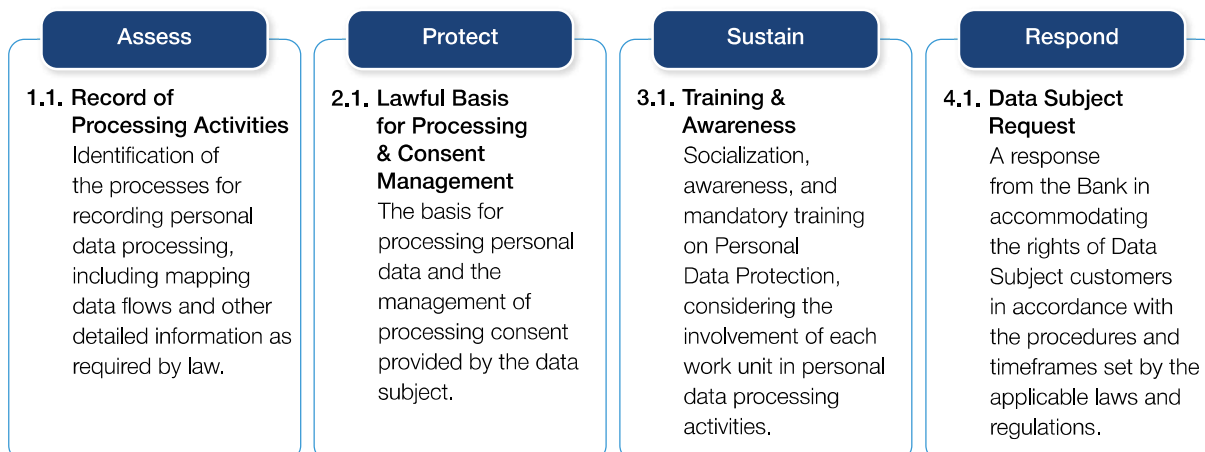 Assess
1.1. Record of
Processing Activities
Identification of
the processes for
recording personal
data processing,
including mapping
data flows and other
detailed information as
required by law.
Protect
2.1. Lawful Basis
for Processing
& Consent
Management
The basis for
processing personal
data and the
management of
processing consent
provided by the data
subject.
Sustain
3.1. Training &
Awareness
Socialization,
awareness, and
mandatory training
on Personal
Data Protection,
considering the
involvement of each
work unit in personal
data processing
activities.
Respond
4.1. Data Subject
Request
A response
from the Bank in
accommodating
the rights of Data
Subject customers
in accordance with
the procedures and
timeframes set by the
applicable laws and
regulations.